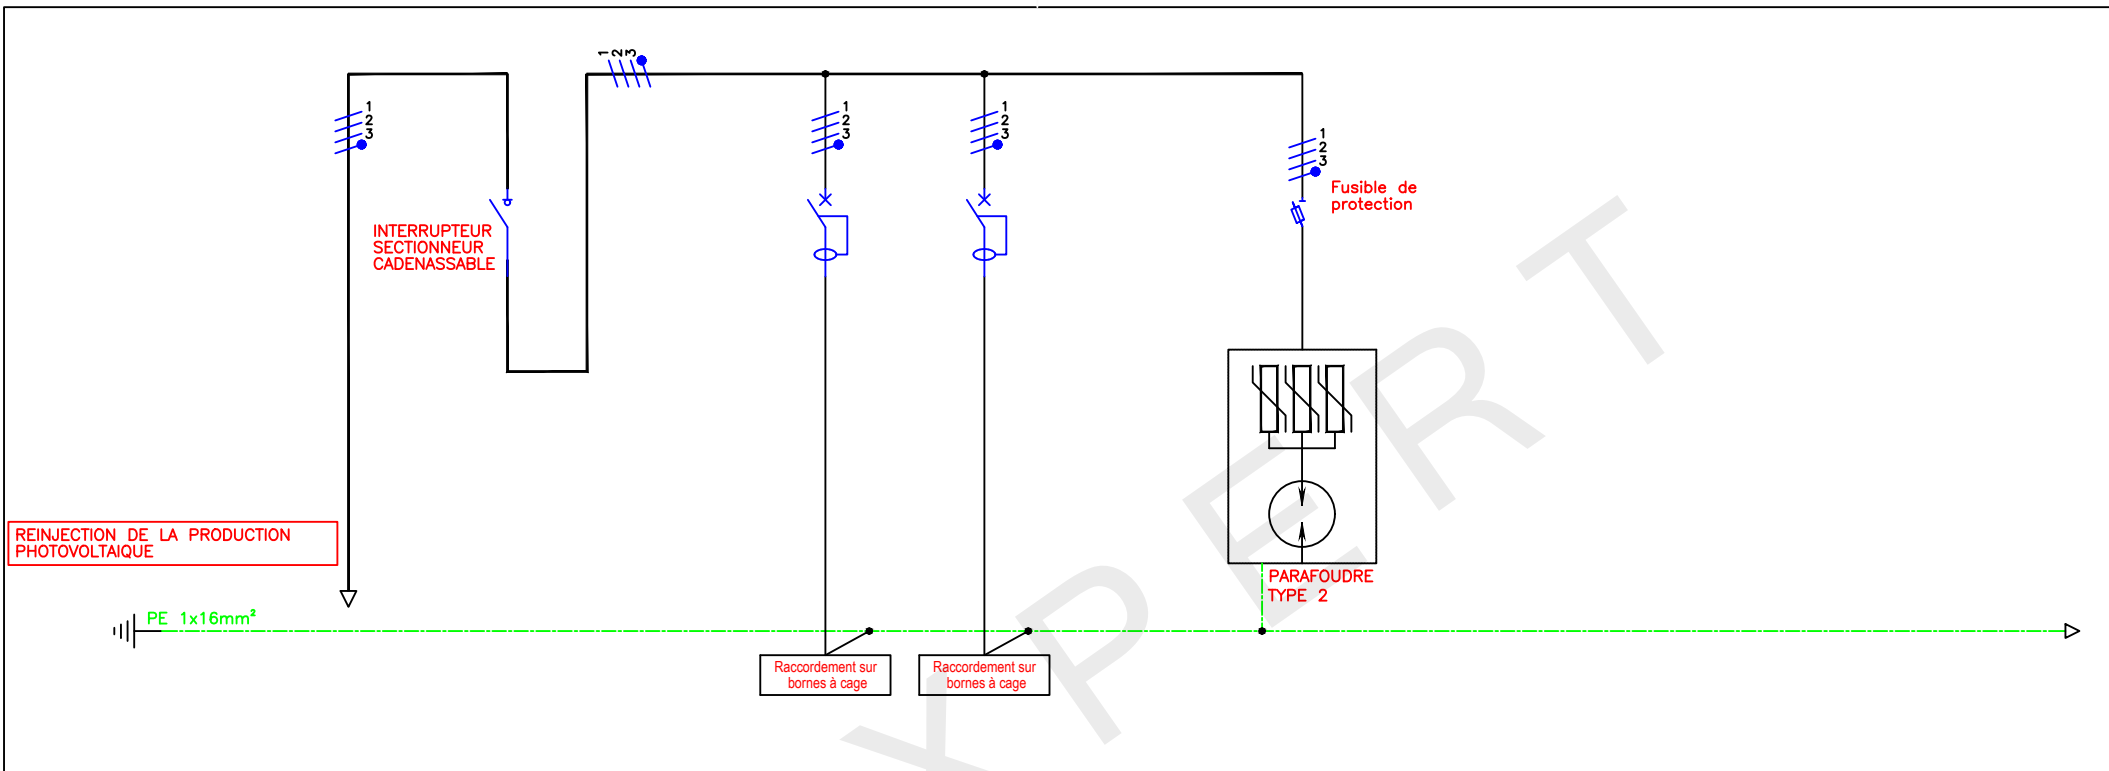 1
2
3
1
2
3
1
2
3
1
2
3
1
2
3
Fusible de
protection
INTERRUPTEUR
SECTIONNEUR
CADENASSABLE
REINJECTION DE LA PRODUCTION
PHOTOVOLTAIQUE
PARAFOUDRE
TYPE 2
PE 1x16mm²
Raccordement sur
bornes à cage
Raccordement sur
bornes à cage
XPERT